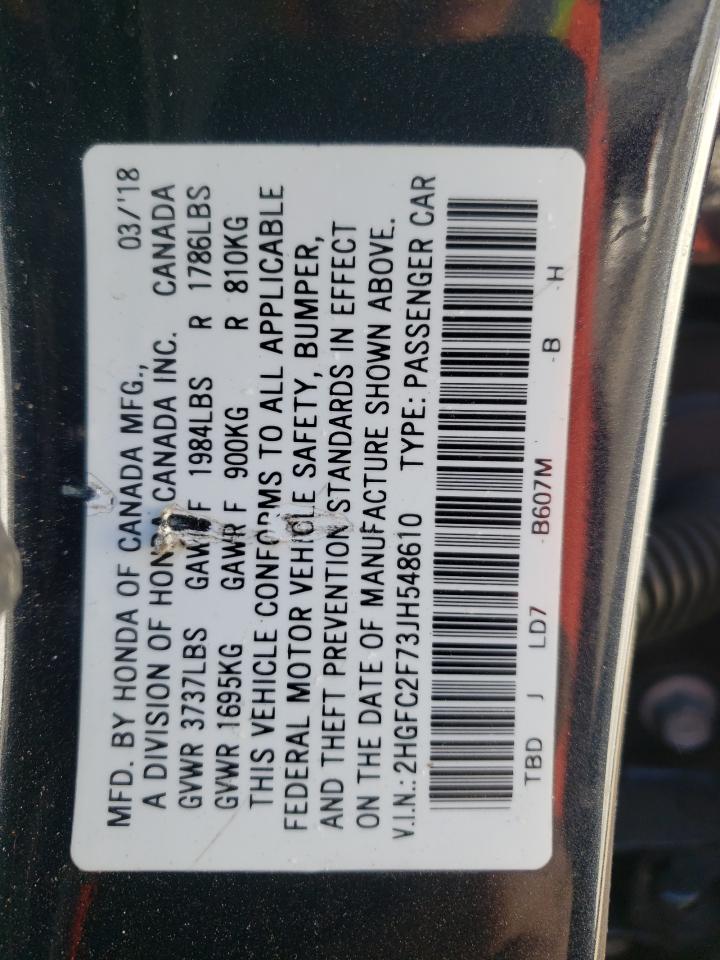 MFD. BY HONDA OF CANADA MFG., 03/'18
A DIVISION OF HONDA CANADA INC. CANADA
GVWR 3737LBS GAWR F 1984LBS R 1786LBS
GVWR 1695KG GAWR F 900KG R 810KG
THIS VEHICLE CONFORMS TO ALL APPLICABLE
FEDERAL MOTOR VEHICLE SAFETY, BUMPER,
AND THEFT PREVENTION STANDARDS IN EFFECT
ON THE DATE OF MANUFACTURE SHOWN ABOVE.
V.I.N.: 2HGFC2F73JH548610 TYPE: PASSENGER CAR
TBD J LD7 -B607M -B -H